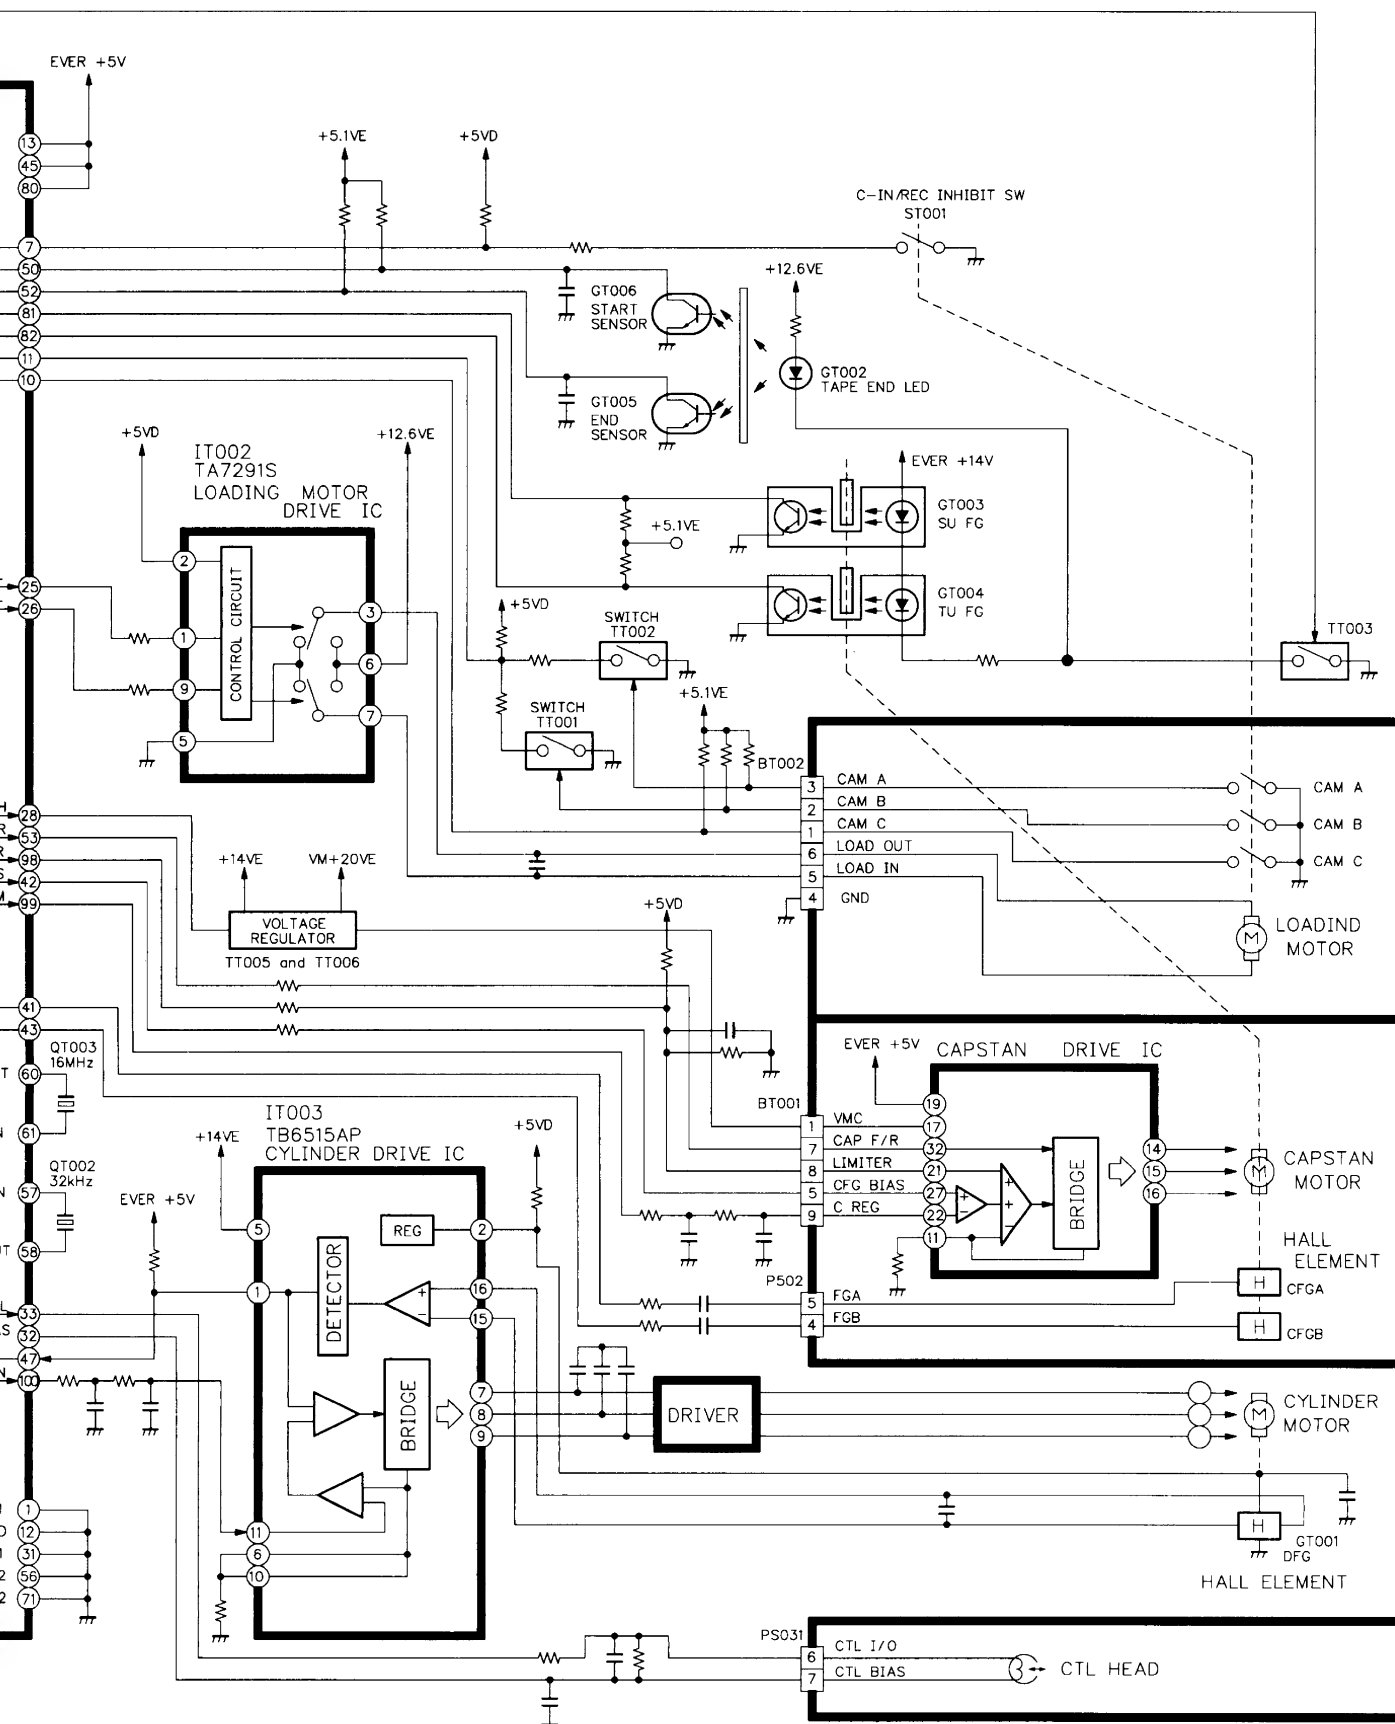 EVER +5V
13
45
80
+5.1VE
+5VD
C-IN/REC INHIBIT SW
ST001
7
50
52
81
82
11
10
+12.6VE
GT006
START
SENSOR
GT002
TAPE END LED
GT005
END
SENSOR
+5VD
+12.6VE
IT002
TA7291S
LOADING MOTOR
DRIVE IC
EVER +14V
GT003
SU FG
+5.1VE
GT004
TU FG
2
1
9
5
CONTROL CIRCUIT
3
6
7
25
26
+5VD
SWITCH
TT002
SWITCH
TT001
TT003
+5.1VE
BT002
3 CAM A
2 CAM B
1 CAM C
6 LOAD OUT
5 LOAD IN
4 GND
CAM A
CAM B
CAM C
M
LOADIND
MOTOR
H 28
R 53
R 98
S 42
M 99
+14VE
VM+20VE
VOLTAGE
REGULATOR
TT005 and TT006
+5VD
41
43
QT003
16MHz
T 60
N 61
QT002
32kHz
N 57
UT 58
EVER +5V
CAPSTAN DRIVE IC
BT001
1 VMC
7 CAP F/R
8 LIMITER
5 CFG BIAS
9 C REG
19
17
32
21
27
22
11
+
−
+
+
−
BRIDGE
14
15
16
M
CAPSTAN
MOTOR
HALL
ELEMENT
P502
5 FGA
4 FGB
H CFGA
H CFGB
IT003
TB6515AP
CYLINDER DRIVE IC
+14VE
+5VD
EVER +5V
5
REG
2
1
DETECTOR
+
−
16
15
L 33
AS 32
47
N 100
BRIDGE
7
8
9
DRIVER
M
CYLINDER
MOTOR
11
6
10
1
12
31
2 56
2 71
H
GT001
DFG
HALL ELEMENT
PS031
6 CTL I/O
7 CTL BIAS
CTL HEAD